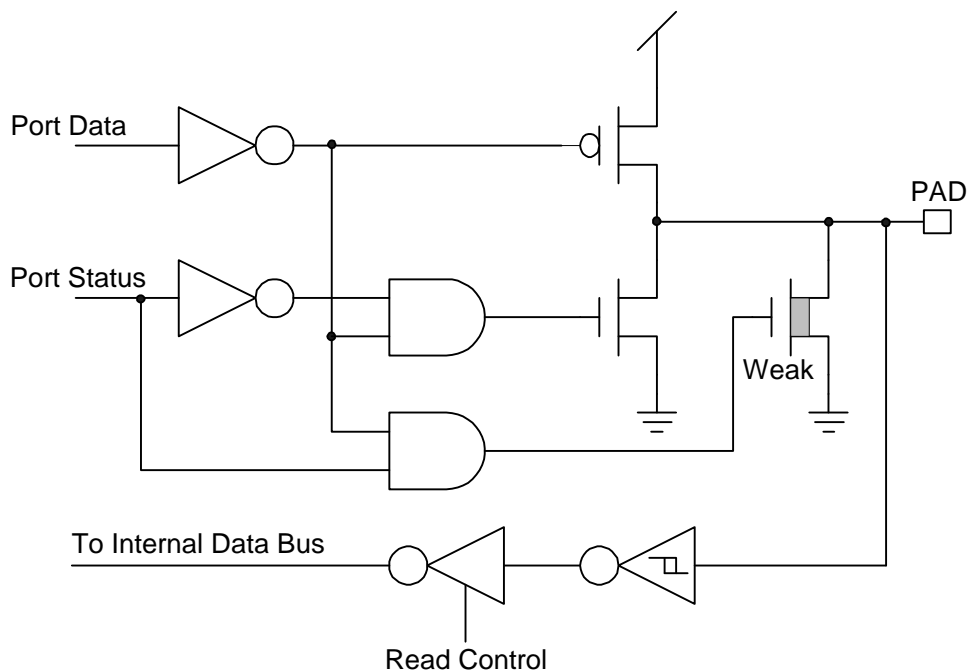 Port Data
PAD
Port Status
Weak
To Internal Data Bus
Read Control